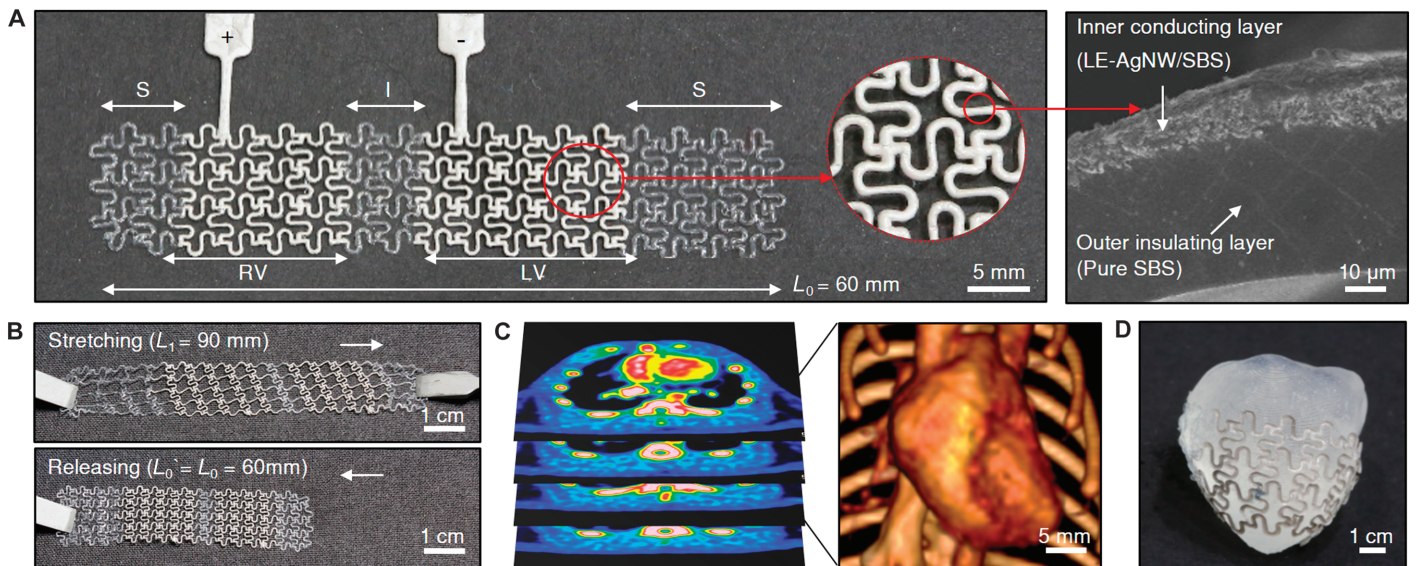 A
+
-
S
I
S
RV
LV
L0 = 60 mm
5 mm
Inner conducting layer
(LE-AgNW/SBS)
Outer insulating layer
(Pure SBS)
10 µm
B
Stretching (L1 = 90 mm)
1 cm
Releasing (L0` = L0 = 60mm)
1 cm
C
5 mm
D
1 cm